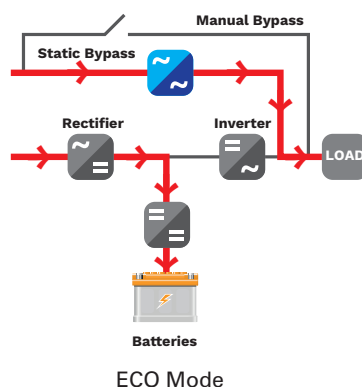 Manual Bypass
Static Bypass
Rectifier
Inverter
LOAD
Batteries
ECO Mode